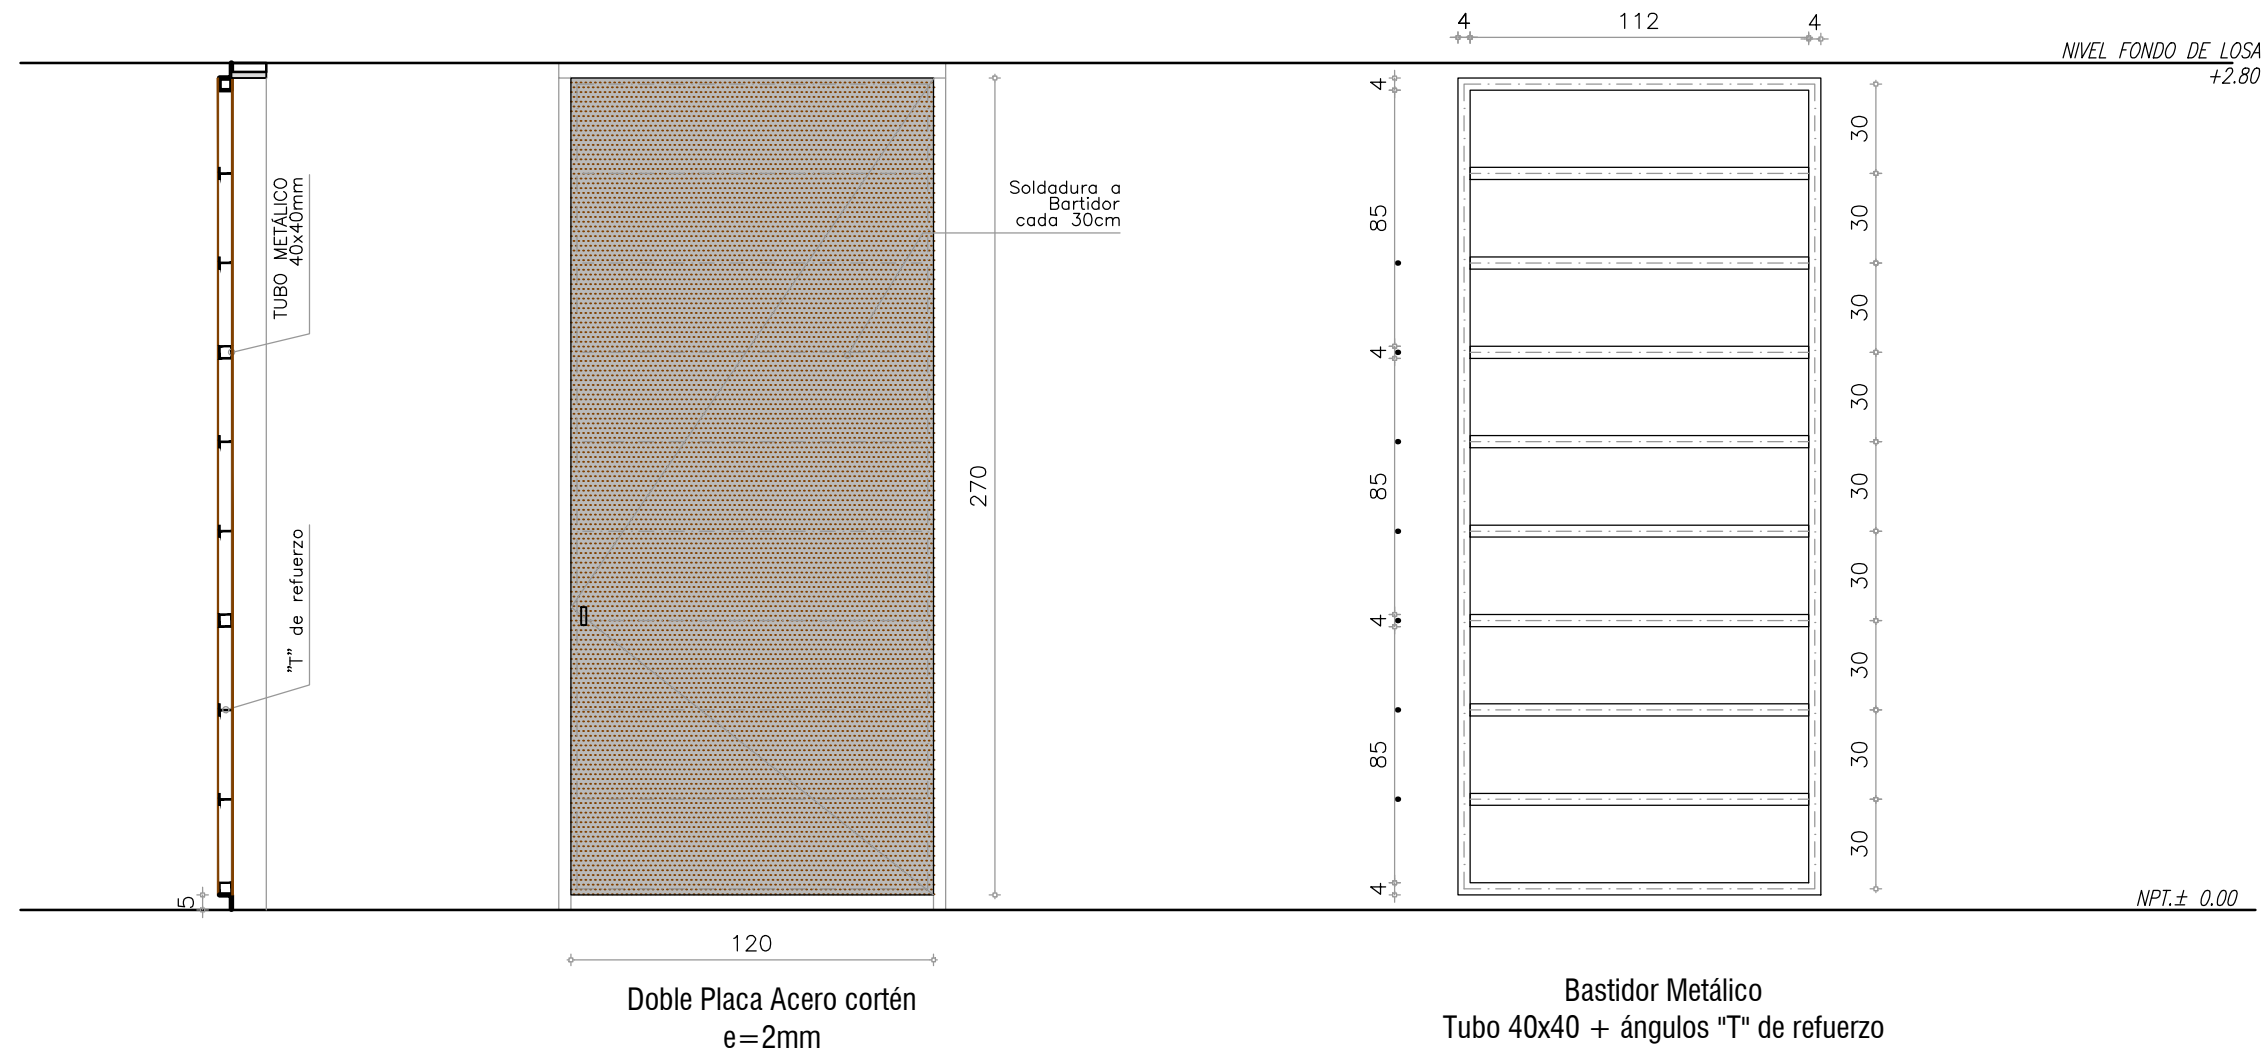 4
112
4
NIVEL FONDO DE LOSA
+2.80
TUBO METÁLICO
40x40mm
"T" de refuerzo
5
Soldadura a
Bartidor
cada 30cm
270
120
Doble Placa Acero cortén
e=2mm
4
85
4
85
4
85
4
30
30
30
30
30
30
30
30
30
NPT.± 0.00
Bastidor Metálico
Tubo 40x40 + ángulos "T" de refuerzo